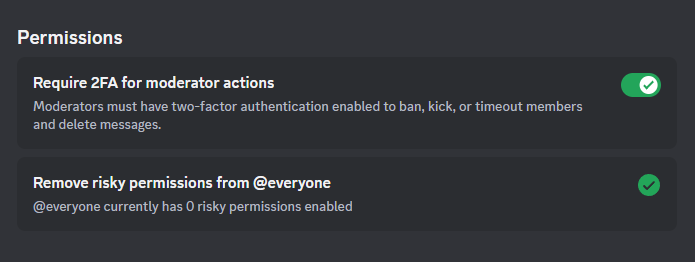 Permissions
Require 2FA for moderator actions
Moderators must have two-factor authentication enabled to ban, kick, or timeout members
and delete messages.
Remove risky permissions from @everyone
@everyone currently has 0 risky permissions enabled